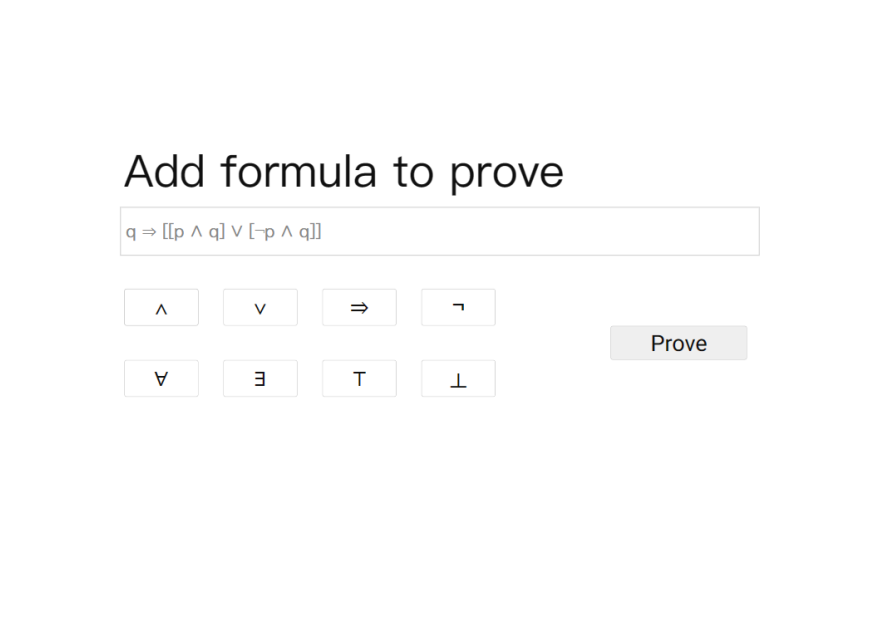 Add formula to prove
q ⇒ [[p ∧ q] ∨ [¬p ∧ q]]
∧ ∨ ⇒ ¬
Prove
∀ ∃ ⊤ ⊥